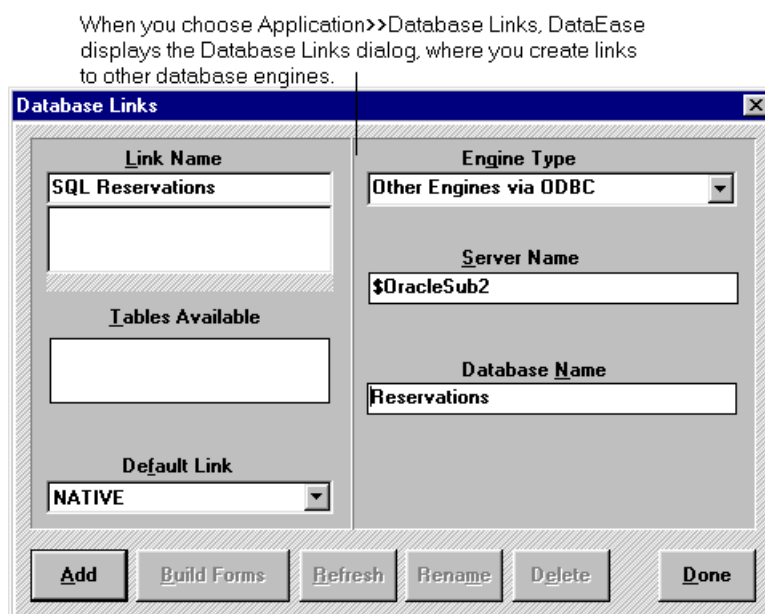 When you choose Application>>Database Links, DataEase
displays the Database Links dialog, where you create links
to other database engines.
Database Links
Link Name
SQL Reservations
Tables Available
Default Link
NATIVE
Engine Type
Other Engines via ODBC
Server Name
$OracleSub2
Database Name
Reservations
Add
Build Forms
Refresh
Rename
Delete
Done